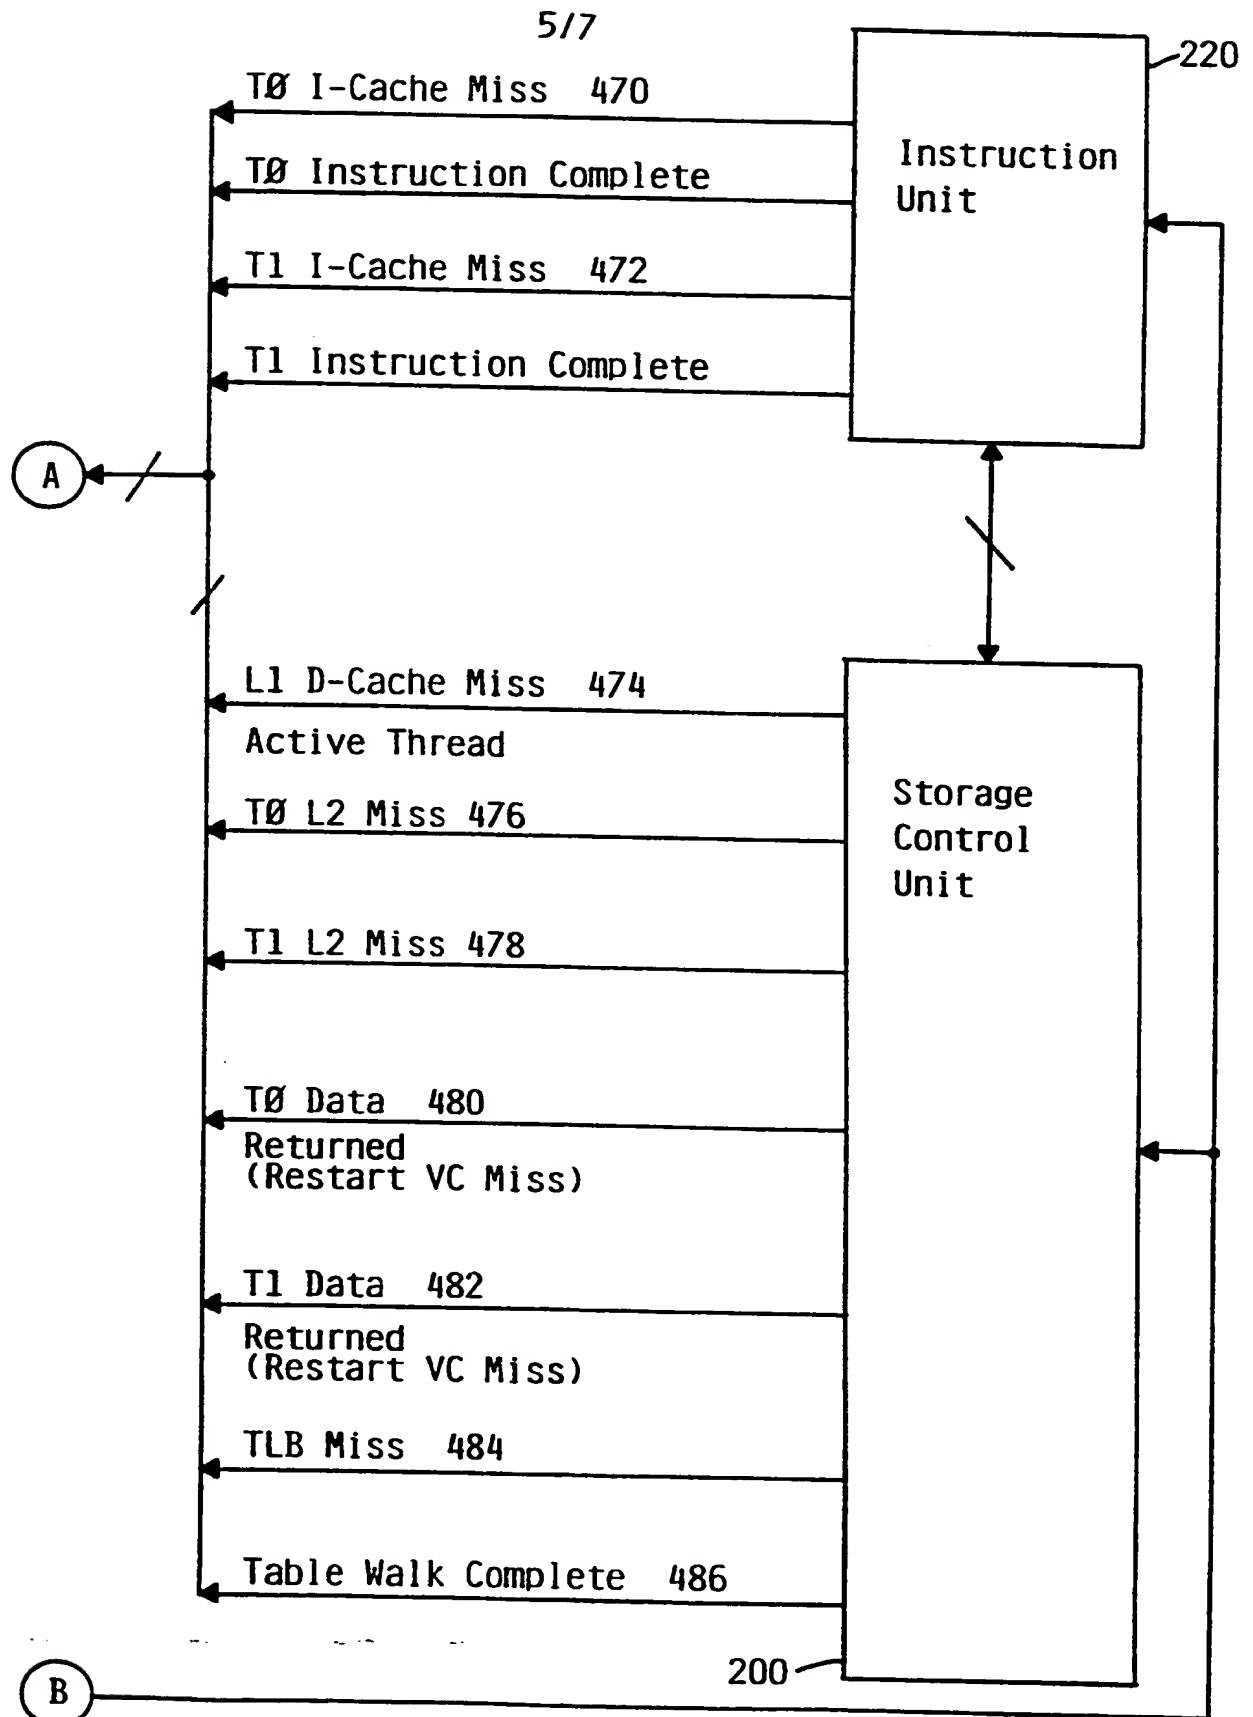 5/7
220
TØ I-Cache Miss 470
Instruction
Unit
TØ Instruction Complete
T1 I-Cache Miss 472
T1 Instruction Complete
A
L1 D-Cache Miss 474
Active Thread
Storage
Control
Unit
TØ L2 Miss 476
T1 L2 Miss 478
TØ Data 480
Returned
(Restart VC Miss)
T1 Data 482
Returned
(Restart VC Miss)
TLB Miss 484
Table Walk Complete 486
200
B